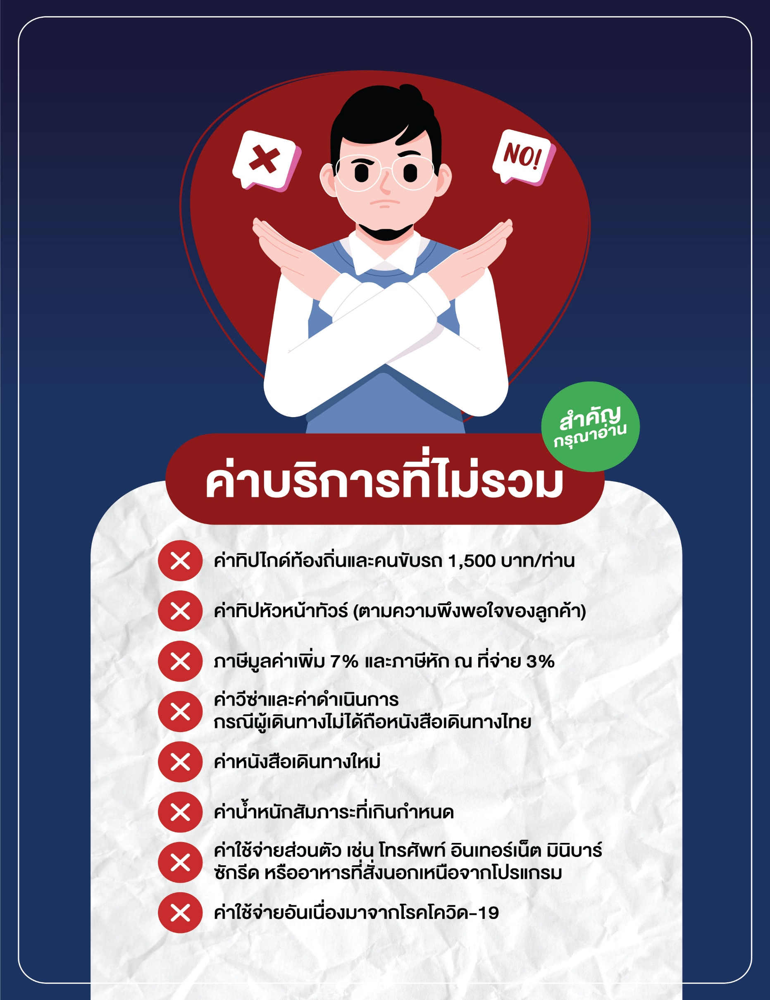 NO!
สำคัญ
กรุณาอ่าน
ค่าบริการที่ไม่รวม
ค่าทิปไกด์ท้องถิ่นและคนขับรถ 1,500 บาท/ท่าน
ค่าทิปหัวหน้าทัวร์ (ตามความพึงพอใจของลูกค้า)
ภาษีมูลค่าเพิ่ม 7% และภาษีหัก ณ ที่จ่าย 3%
ค่าวีซ่าและค่าดำเนินการ
กรณีผู้เดินทางไม่ได้ถือหนังสือเดินทางไทย
ค่าหนังสือเดินทางใหม่
ค่าน้ำหนักสัมภาระที่เกินกำหนด
ค่าใช้จ่ายส่วนตัว เช่น โทรศัพท์ อินเทอร์เน็ต มินิบาร์
ซักรีด หรืออาหารที่สั่งนอกเหนือจากโปรแกรม
ค่าใช้จ่ายอันเนื่องมาจากโรคโควิด-19